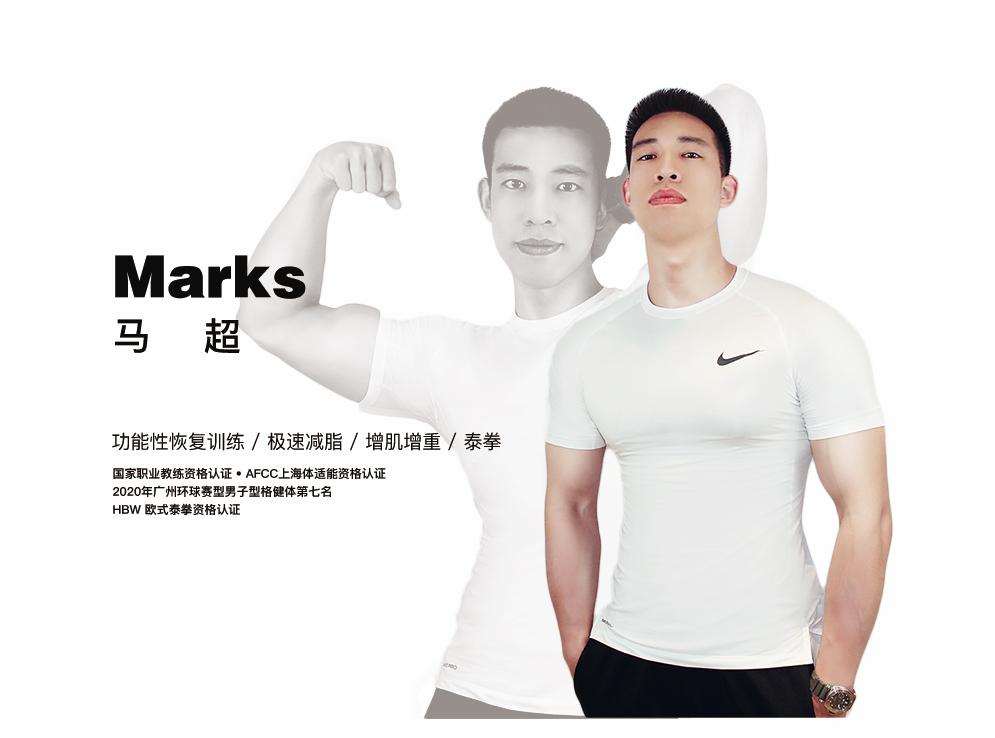 Marks
马 超
功能性恢复训练 / 极速减脂 / 增肌增重 / 泰拳
国家职业教练资格认证 • AFCC上海体适能资格认证
2020年广州环球赛型男子型格健体第七名
HBW 欧式泰拳资格认证